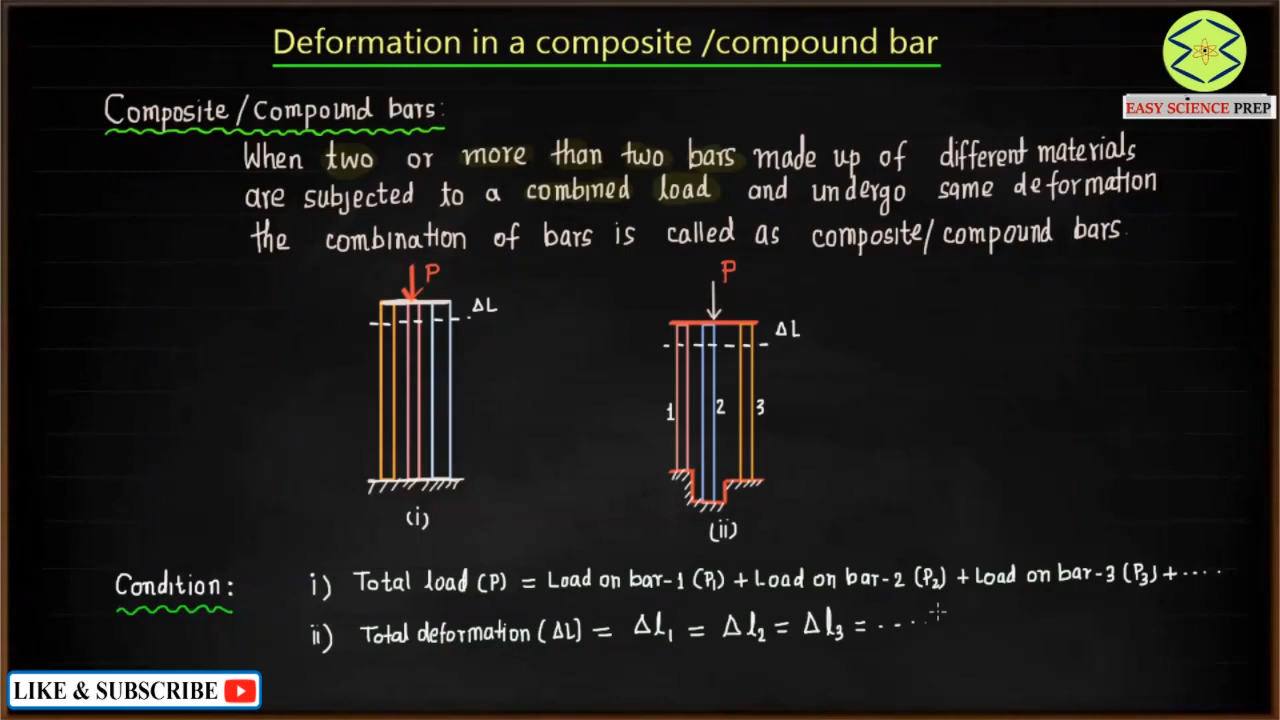 Deformation in a composite /compound bar
EASY SCIENCE PREP
Composite/Compound bars:
When two or more than two bars made up of different materials
are subjected to a combined load and undergo same deformation
the combination of bars is called as composite/compound bars.
P
ΔL
(i)
P
ΔL
1 2 3
(ii)
Condition: i) Total load (P) = Load on bar-1 (P₁) + Load on bar-2 (P₂) + Load on bar-3 (P₃) + ....
ii) Total deformation (ΔL) = Δl₁ = Δl₂ = Δl₃ = .....
LIKE & SUBSCRIBE